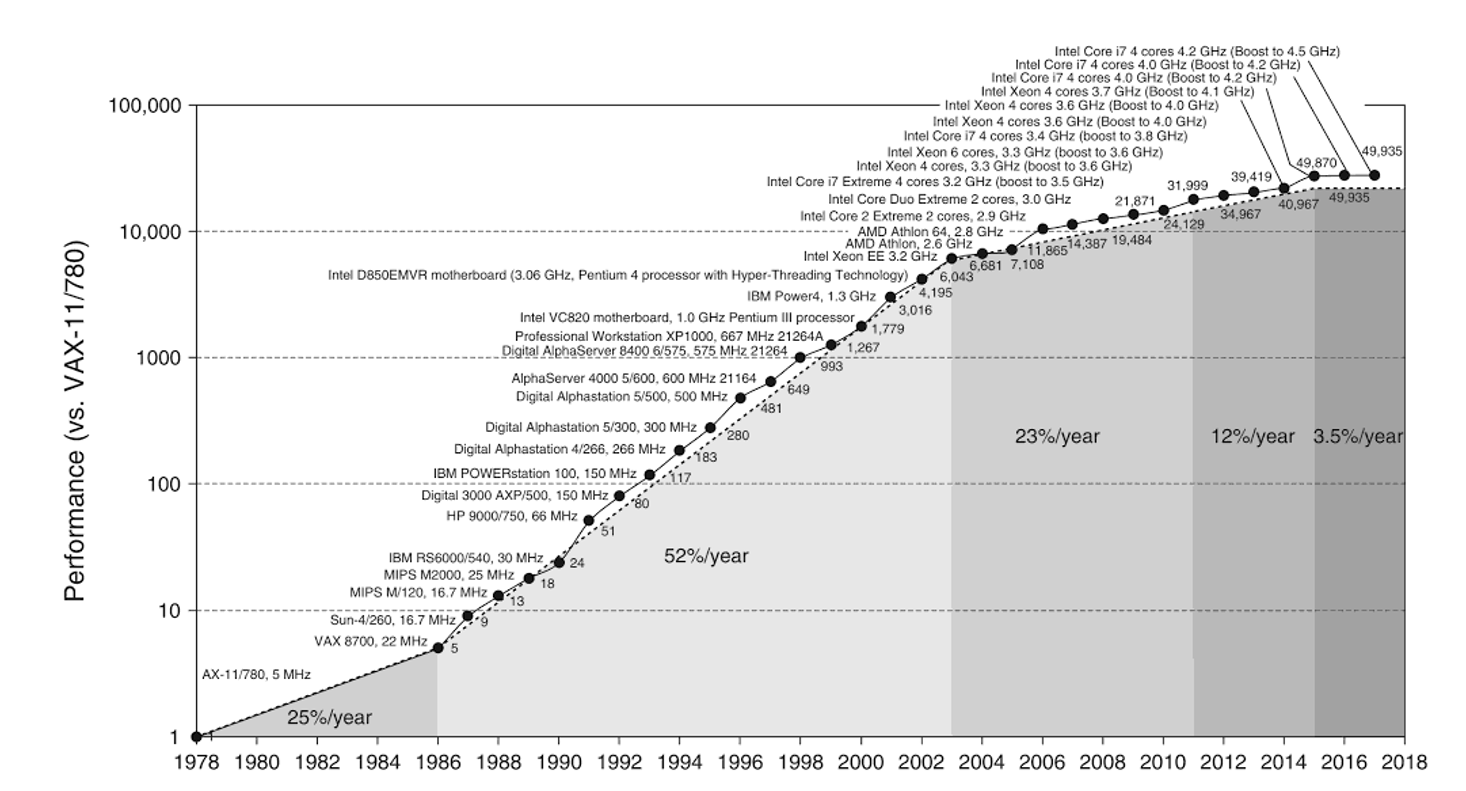 Intel Core i7 4 cores 4.2 GHz (Boost to 4.5 GHz)
Intel Core i7 4 cores 4.0 GHz (Boost to 4.2 GHz)
Intel Core i7 4 cores 4.0 GHz (Boost to 4.2 GHz)
Intel Xeon 4 cores 3.7 GHz (Boost to 4.1 GHz)
100,000
Intel Xeon 4 cores 3.6 GHz (Boost to 4.0 GHz)
Intel Xeon 4 cores 3.6 GHz (Boost to 4.0 GHz)
Intel Core i7 4 cores 3.4 GHz (boost to 3.8 GHz)
Intel Xeon 6 cores, 3.3 GHz (boost to 3.6 GHz)
49,935
Intel Xeon 4 cores, 3.3 GHz (boost to 3.6 GHz)
49,870
Intel Core i7 Extreme 4 cores 3.2 GHz (boost to 3.5 GHz)
39,419
31,999
Intel Core Duo Extreme 2 cores, 3.0 GHz
21,871
40,967
49,935
Intel Core 2 Extreme 2 cores, 2.9 GHz
34,967
24,129
10,000
AMD Athlon 64, 2.8 GHz
AMD Athlon, 2.6 GHz
11,865
14,387
19,484
Intel Xeon EE 3.2 GHz
6,681
7,108
Intel D850EMVR motherboard (3.06 GHz, Pentium 4 processor with Hyper-Threading Technology)
6,043
IBM Power4, 1.3 GHz
4,195
3,016
Intel VC820 motherboard, 1.0 GHz Pentium III processor
1,779
Professional Workstation XP1000, 667 MHz 21264A
1,267
1000
Digital AlphaServer 8400 6/575, 575 MHz 21264
993
AlphaServer 4000 5/600, 600 MHz 21164
649
Digital Alphastation 5/500, 500 MHz
481
Digital Alphastation 5/300, 300 MHz
280
23%/year
12%/year
3.5%/year
Digital Alphastation 4/266, 266 MHz
183
IBM POWERstation 100, 150 MHz
117
100
Digital 3000 AXP/500, 150 MHz
80
HP 9000/750, 66 MHz
51
52%/year
IBM RS6000/540, 30 MHz
24
MIPS M2000, 25 MHz
18
MIPS M/120, 16.7 MHz
13
10
Sun-4/260, 16.7 MHz
9
VAX 8700, 22 MHz
5
AX-11/780, 5 MHz
25%/year
1
1978 1980 1982 1984 1986 1988 1990 1992 1994 1996 1998 2000 2002 2004 2006 2008 2010 2012 2014 2016 2018
Performance (vs. VAX-11/780)